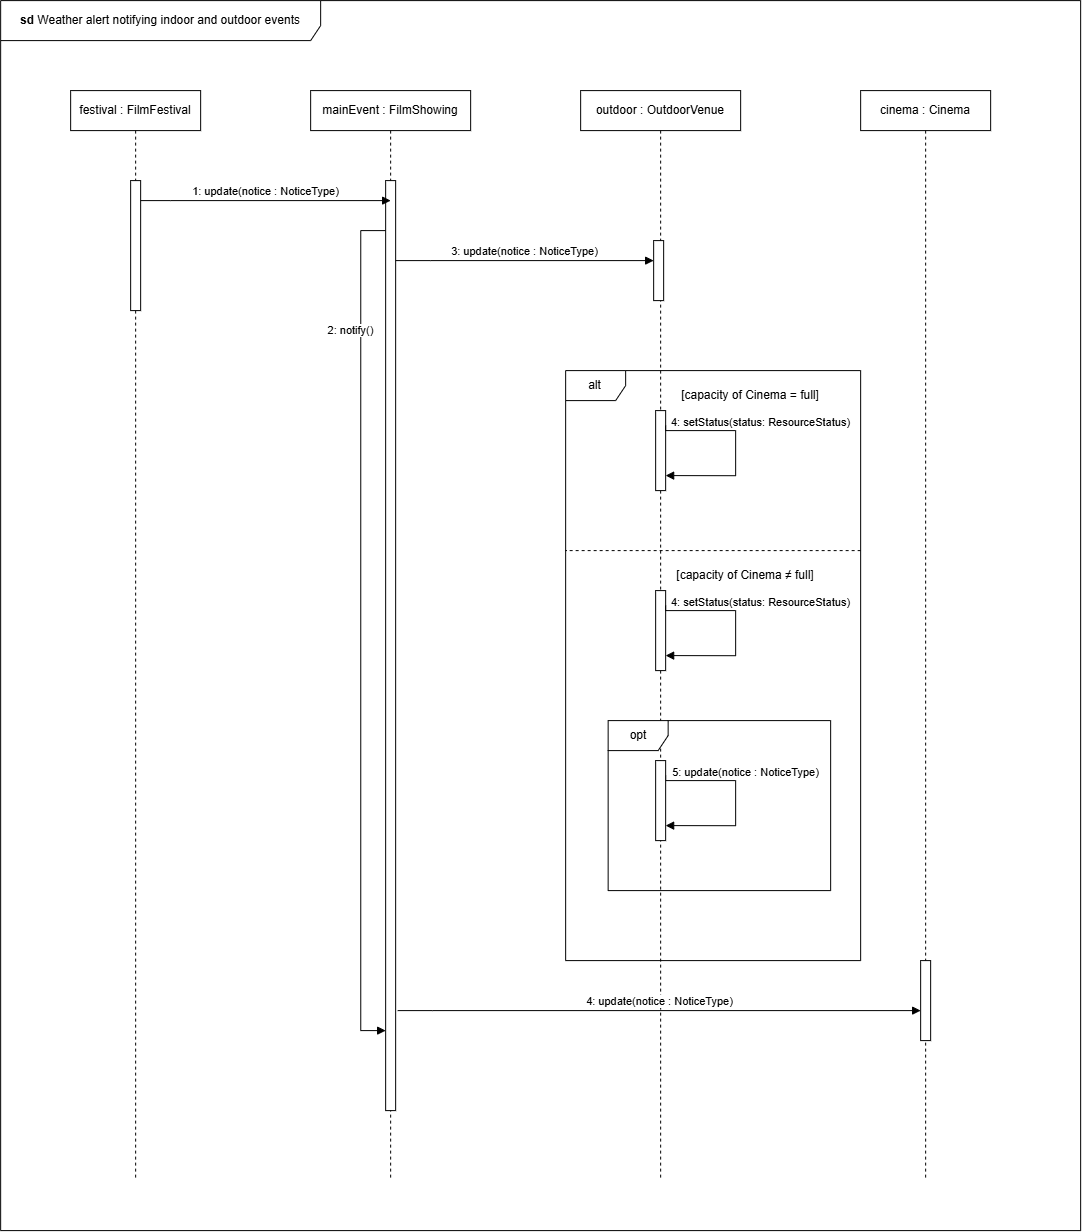 sd Weather alert notifying indoor and outdoor events
festival : FilmFestival
mainEvent : FilmShowing
outdoor : OutdoorVenue
cinema : Cinema
1: update(notice : NoticeType)
3: update(notice : NoticeType)
2: notify()
alt
[capacity of Cinema = full]
4: setStatus(status: ResourceStatus)
[capacity of Cinema ≠ full]
4: setStatus(status: ResourceStatus)
opt
5: update(notice : NoticeType)
4: update(notice : NoticeType)